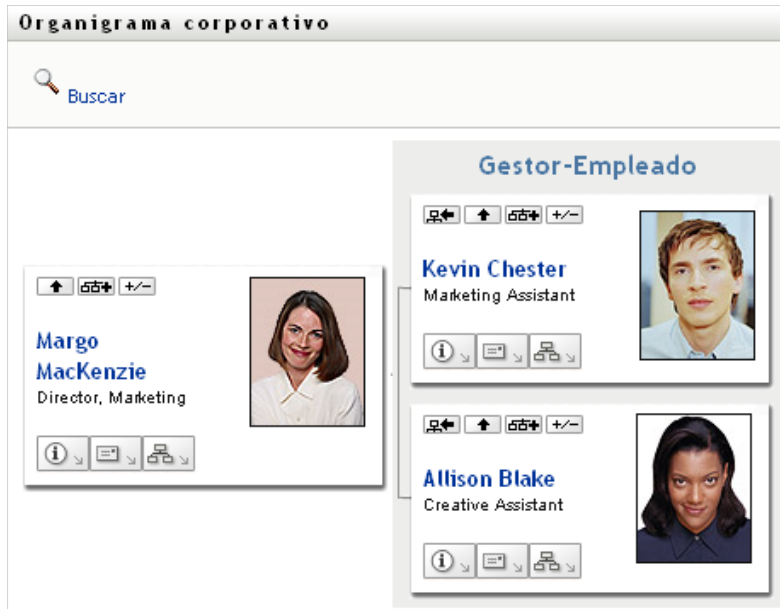 Organigrama corporativo
Buscar
Gestor-Empleado
+/−
Margo
MacKenzie
Director, Marketing
+/−
Kevin Chester
Marketing Assistant
+/−
Allison Blake
Creative Assistant